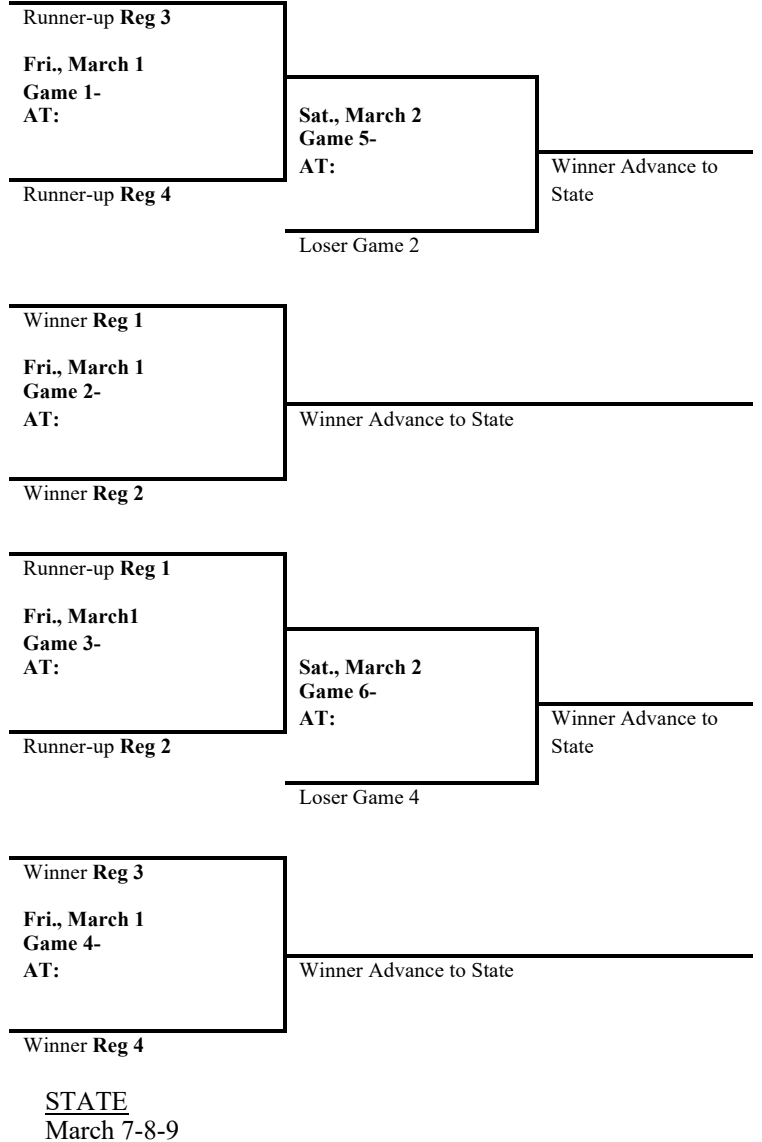 Runner-up Reg 3
Fri., March 1
Game 1-
AT:
Runner-up Reg 4
Sat., March 2
Game 5-
AT:
Loser Game 2
Winner Advance to
State
Winner Reg 1
Fri., March 1
Game 2-
AT:
Winner Reg 2
Winner Advance to State
Runner-up Reg 1
Fri., March1
Game 3-
AT:
Runner-up Reg 2
Sat., March 2
Game 6-
AT:
Loser Game 4
Winner Advance to
State
Winner Reg 3
Fri., March 1
Game 4-
AT:
Winner Reg 4
Winner Advance to State
STATE
March 7-8-9